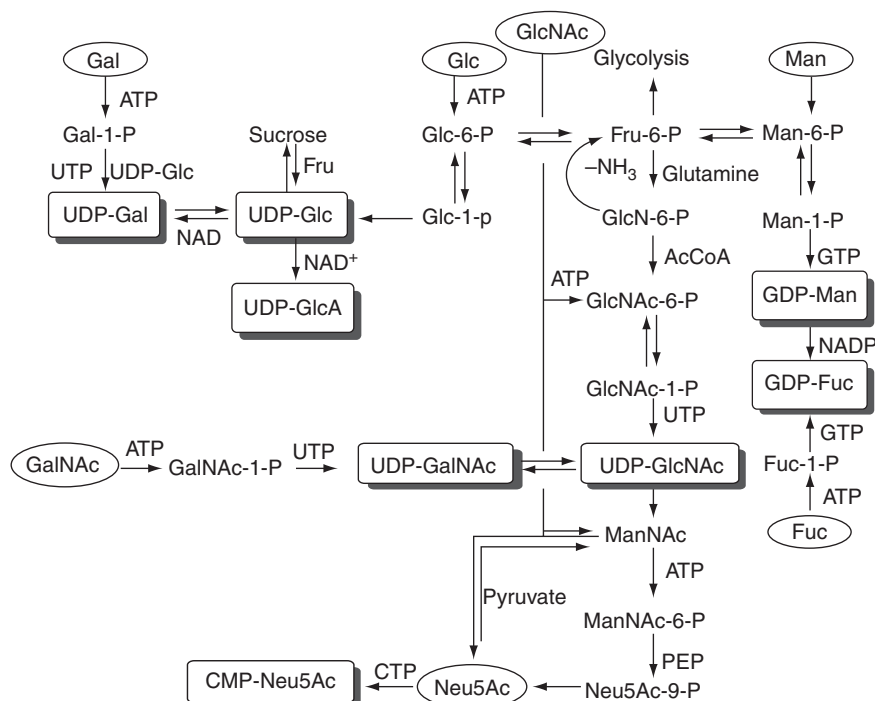 GlcNAc
Gal
Glc
Glycolysis
Man
ATP
ATP
Gal-1-P
Sucrose
Glc-6-P
Fru-6-P
Man-6-P
UTP
UDP-Glc
Fru
–NH3
Glutamine
UDP-Gal
UDP-Glc
Glc-1-p
GlcN-6-P
Man-1-P
NAD
NAD+
AcCoA
GTP
ATP
UDP-GlcA
GlcNAc-6-P
GDP-Man
NADP
GlcNAc-1-P
GDP-Fuc
UTP
GTP
ATP
UTP
GalNAc
GalNAc-1-P
UDP-GalNAc
UDP-GlcNAc
Fuc-1-P
ATP
ManNAc
Fuc
ATP
Pyruvate
ManNAc-6-P
PEP
CTP
CMP-Neu5Ac
Neu5Ac
Neu5Ac-9-P